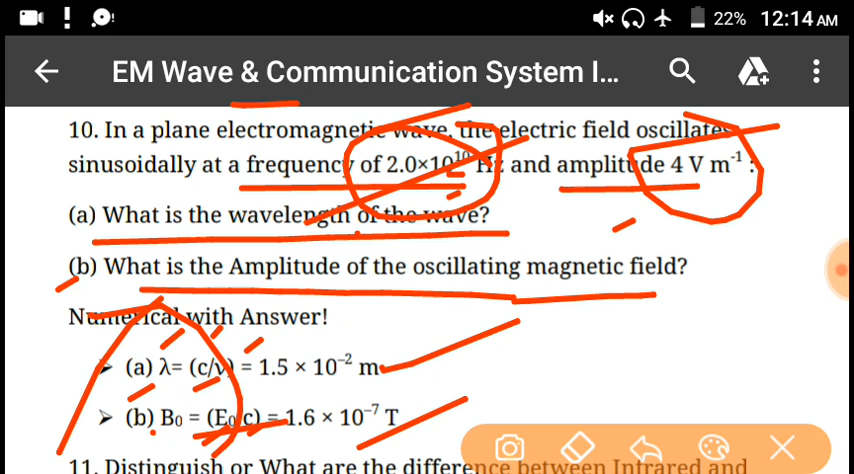 22% 12:14 AM
EM Wave & Communication System I...
10. In a plane electromagnetic wave, the electric field oscillates
sinusoidally at a frequency of 2.0×10¹⁰ Hz and amplitude 4 V m⁻¹ :
(a) What is the wavelength of the wave?
(b) What is the Amplitude of the oscillating magnetic field?
Numerical with Answer!
➤ (a) λ= (c/ν) = 1.5 × 10⁻² m
➤ (b) B₀ = (E₀/c) = 1.6 × 10⁻⁷ T
11. Distinguish or What are the difference between Infrared and